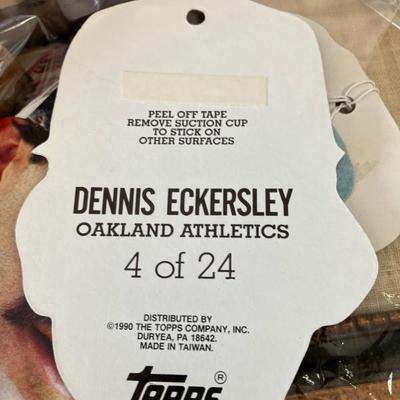 PEEL OFF TAPE
REMOVE SUCTION CUP
TO STICK ON
OTHER SURFACES
DENNIS ECKERSLEY
OAKLAND ATHLETICS
4 of 24
DISTRIBUTED BY
©1990 THE TOPPS COMPANY, INC.
DURYEA, PA 18642.
MADE IN TAIWAN.
TOPPS ®